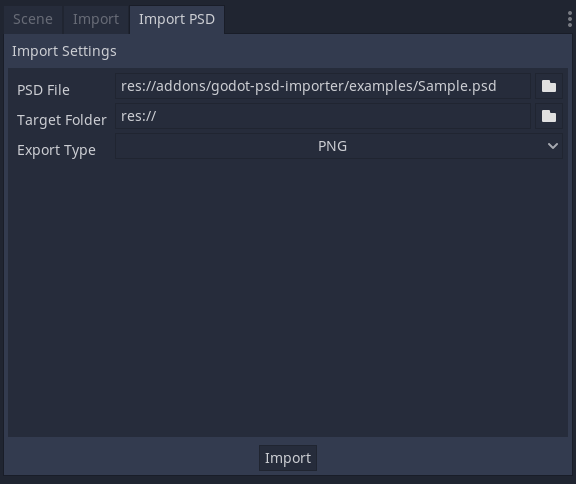 Scene Import Import PSD
Import Settings
PSD File res://addons/godot-psd-importer/examples/Sample.psd
Target Folder res://
Export Type PNG
Import